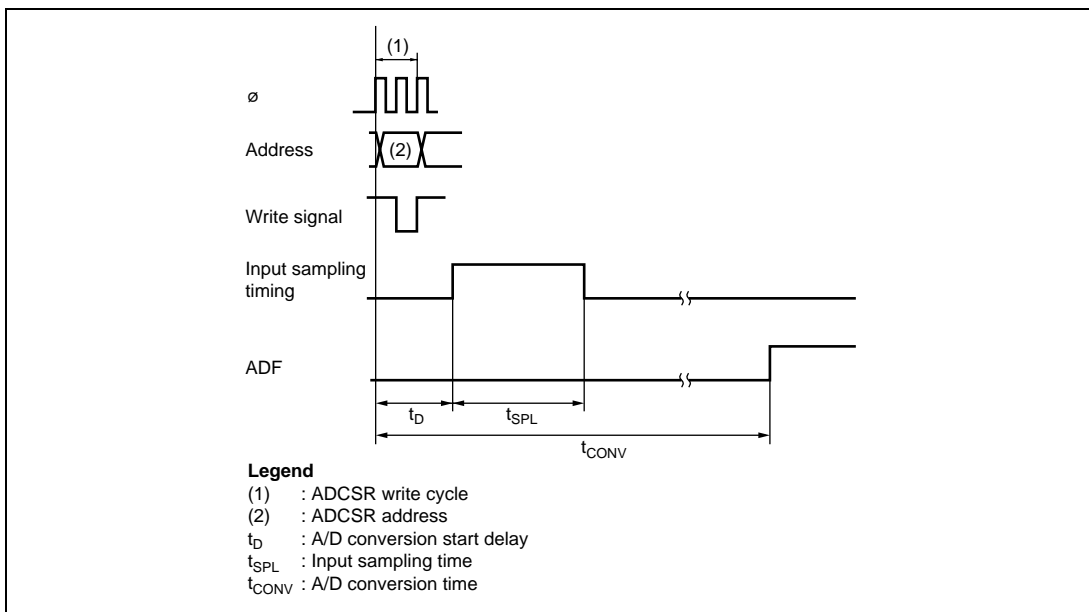 (1)
ø
Address
(2)
Write signal
Input sampling
timing
ADF
tD
tSPL
tCONV
Legend
(1) : ADCSR write cycle
(2) : ADCSR address
tD : A/D conversion start delay
tSPL : Input sampling time
tCONV : A/D conversion time